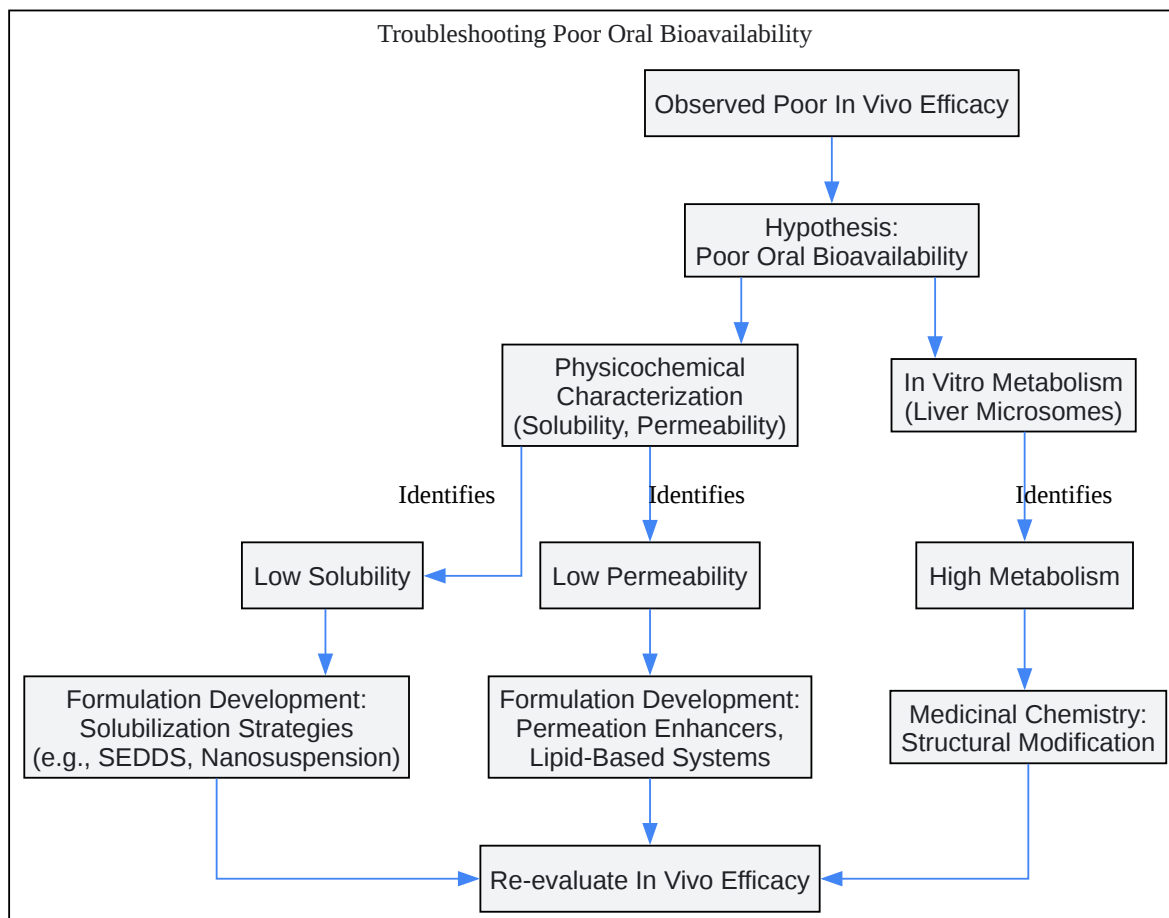 Troubleshooting Poor Oral Bioavailability
Observed Poor In Vivo Efficacy
Hypothesis:
Poor Oral Bioavailability
Physicochemical
Characterization
(Solubility, Permeability)
In Vitro Metabolism
(Liver Microsomes)
Identifies
Identifies
Identifies
Low Solubility
Low Permeability
High Metabolism
Formulation Development:
Solubilization Strategies
(e.g., SEDDS, Nanosuspension)
Formulation Development:
Permeation Enhancers,
Lipid-Based Systems
Medicinal Chemistry:
Structural Modification
Re-evaluate In Vivo Efficacy